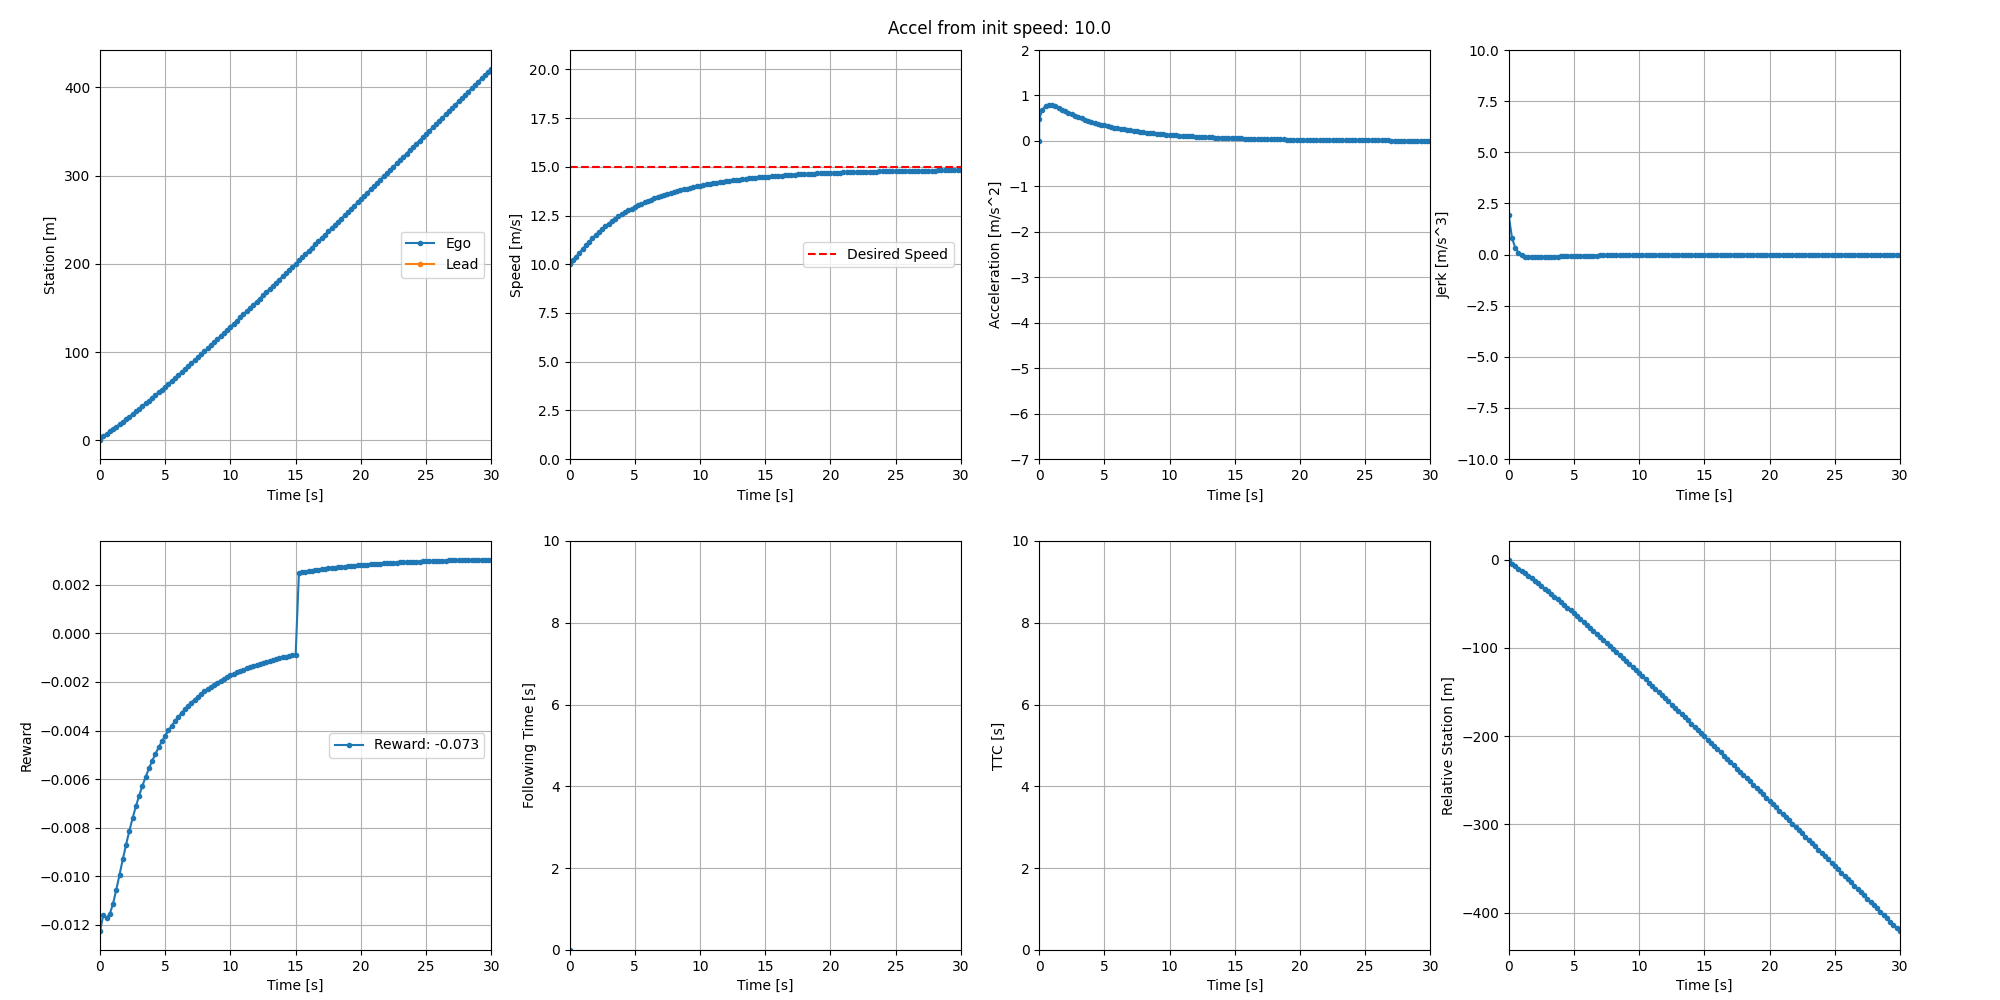 Accel from init speed: 10.0
400
300
200
100
0
Station [m]
Ego
Lead
0 5 10 15 20 25 30
Time [s]
20.0
17.5
15.0
12.5
10.0
7.5
5.0
2.5
0.0
Speed [m/s]
Desired Speed
0 5 10 15 20 25 30
Time [s]
2
1
0
−1
−2
−3
−4
−5
−6
−7
Acceleration [m/s^2]
0 5 10 15 20 25 30
Time [s]
10.0
7.5
5.0
2.5
0.0
−2.5
−5.0
−7.5
−10.0
Jerk [m/s^3]
0 5 10 15 20 25 30
Time [s]
0.002
0.000
−0.002
−0.004
−0.006
−0.008
−0.010
−0.012
Reward
Reward: -0.073
0 5 10 15 20 25 30
Time [s]
10
8
6
4
2
0
Following Time [s]
0 5 10 15 20 25 30
Time [s]
10
8
6
4
2
0
TTC [s]
0 5 10 15 20 25 30
Time [s]
0
−100
−200
−300
−400
Relative Station [m]
0 5 10 15 20 25 30
Time [s]